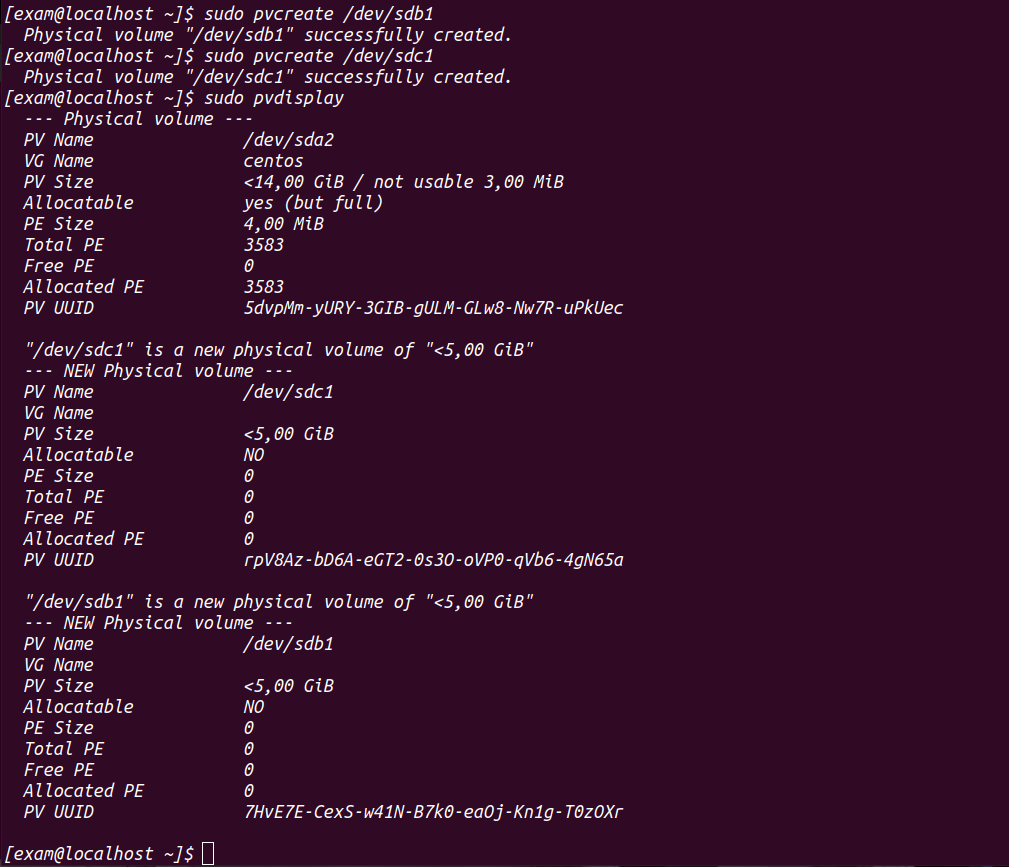 [exam@localhost ~]$ sudo pvcreate /dev/sdb1
  Physical volume "/dev/sdb1" successfully created.
[exam@localhost ~]$ sudo pvcreate /dev/sdc1
  Physical volume "/dev/sdc1" successfully created.
[exam@localhost ~]$ sudo pvdisplay
  --- Physical volume ---
  PV Name               /dev/sda2
  VG Name               centos
  PV Size               <14,00 GiB / not usable 3,00 MiB
  Allocatable           yes (but full)
  PE Size               4,00 MiB
  Total PE              3583
  Free PE               0
  Allocated PE          3583
  PV UUID               5dvpMm-yURY-3GIB-gULM-GLw8-Nw7R-uPkUec

  "/dev/sdc1" is a new physical volume of "<5,00 GiB"
  --- NEW Physical volume ---
  PV Name               /dev/sdc1
  VG Name
  PV Size               <5,00 GiB
  Allocatable           NO
  PE Size               0
  Total PE              0
  Free PE               0
  Allocated PE          0
  PV UUID               rpV8Az-bD6A-eGT2-0s3O-oVP0-qVb6-4gN65a

  "/dev/sdb1" is a new physical volume of "<5,00 GiB"
  --- NEW Physical volume ---
  PV Name               /dev/sdb1
  VG Name
  PV Size               <5,00 GiB
  Allocatable           NO
  PE Size               0
  Total PE              0
  Free PE               0
  Allocated PE          0
  PV UUID               7HvE7E-CexS-w41N-B7k0-eaOj-Kn1g-T0zOXr

[exam@localhost ~]$